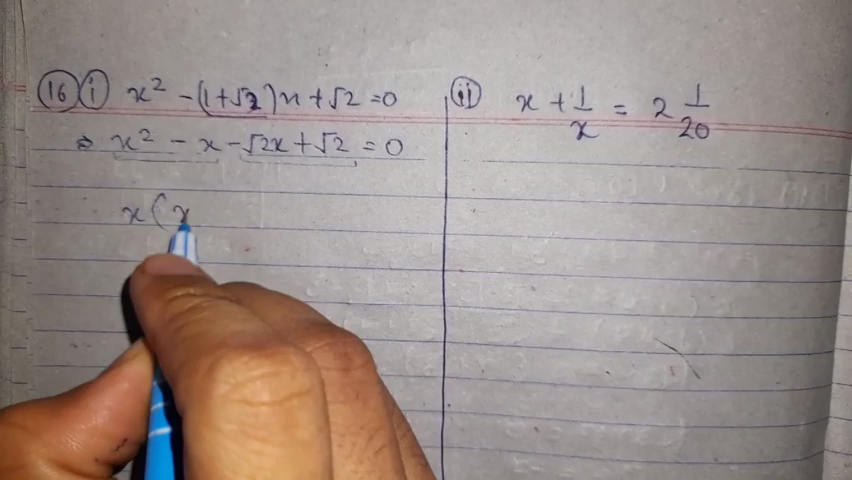 16 i x² - (1+√2)x + √2 = 0
⇒ x² - x - √2x + √2 = 0
x(x
ii x + 1/x = 2 1/20